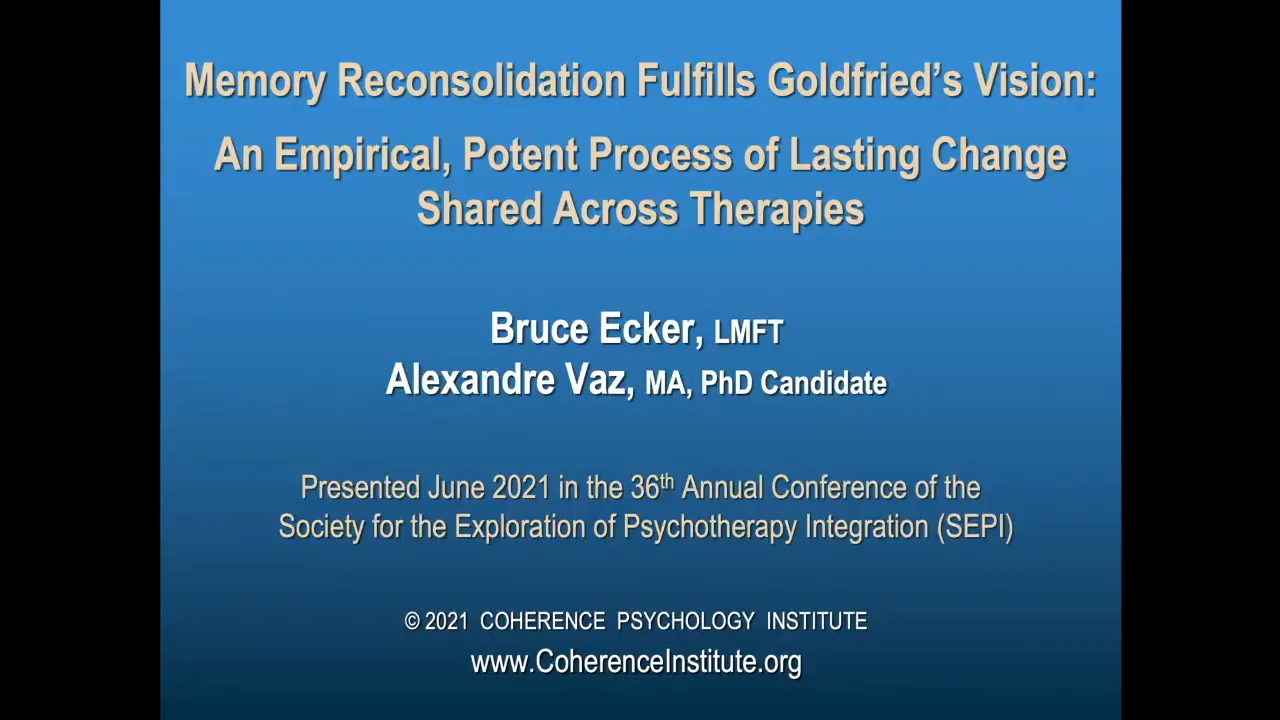 Memory Reconsolidation Fulfills Goldfried’s Vision:
An Empirical, Potent Process of Lasting Change
Shared Across Therapies
Bruce Ecker, LMFT
Alexandre Vaz, MA, PhD Candidate
Presented June 2021 in the 36th Annual Conference of the
Society for the Exploration of Psychotherapy Integration (SEPI)
© 2021 COHERENCE PSYCHOLOGY INSTITUTE
www.CoherenceInstitute.org